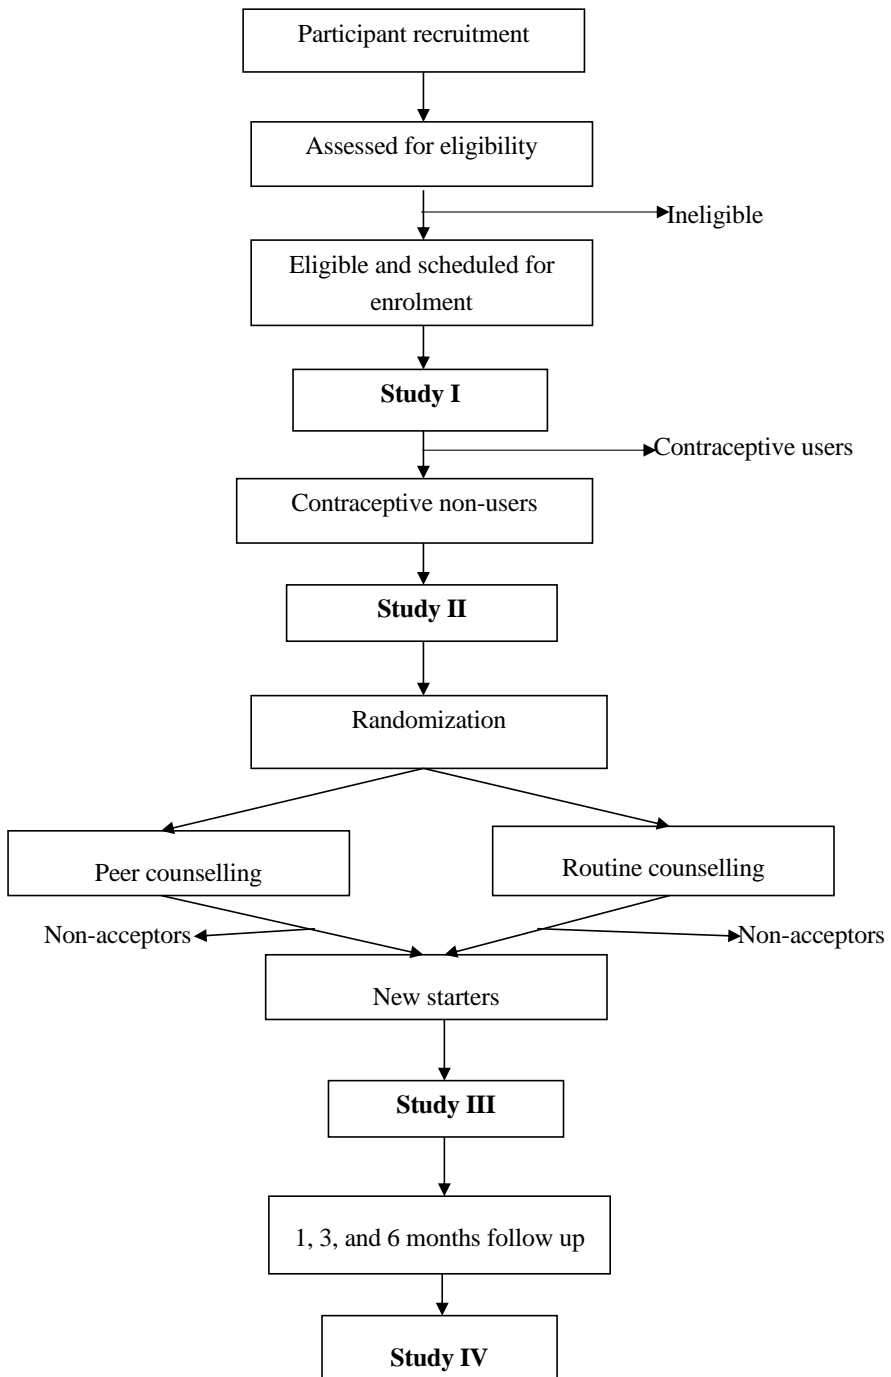 Participant recruitment
Assessed for eligibility
Ineligible
Eligible and scheduled for
enrolment
Study I
Contraceptive users
Contraceptive non-users
Study II
Randomization
Peer counselling
Routine counselling
Non-acceptors
Non-acceptors
New starters
Study III
1, 3, and 6 months follow up
Study IV